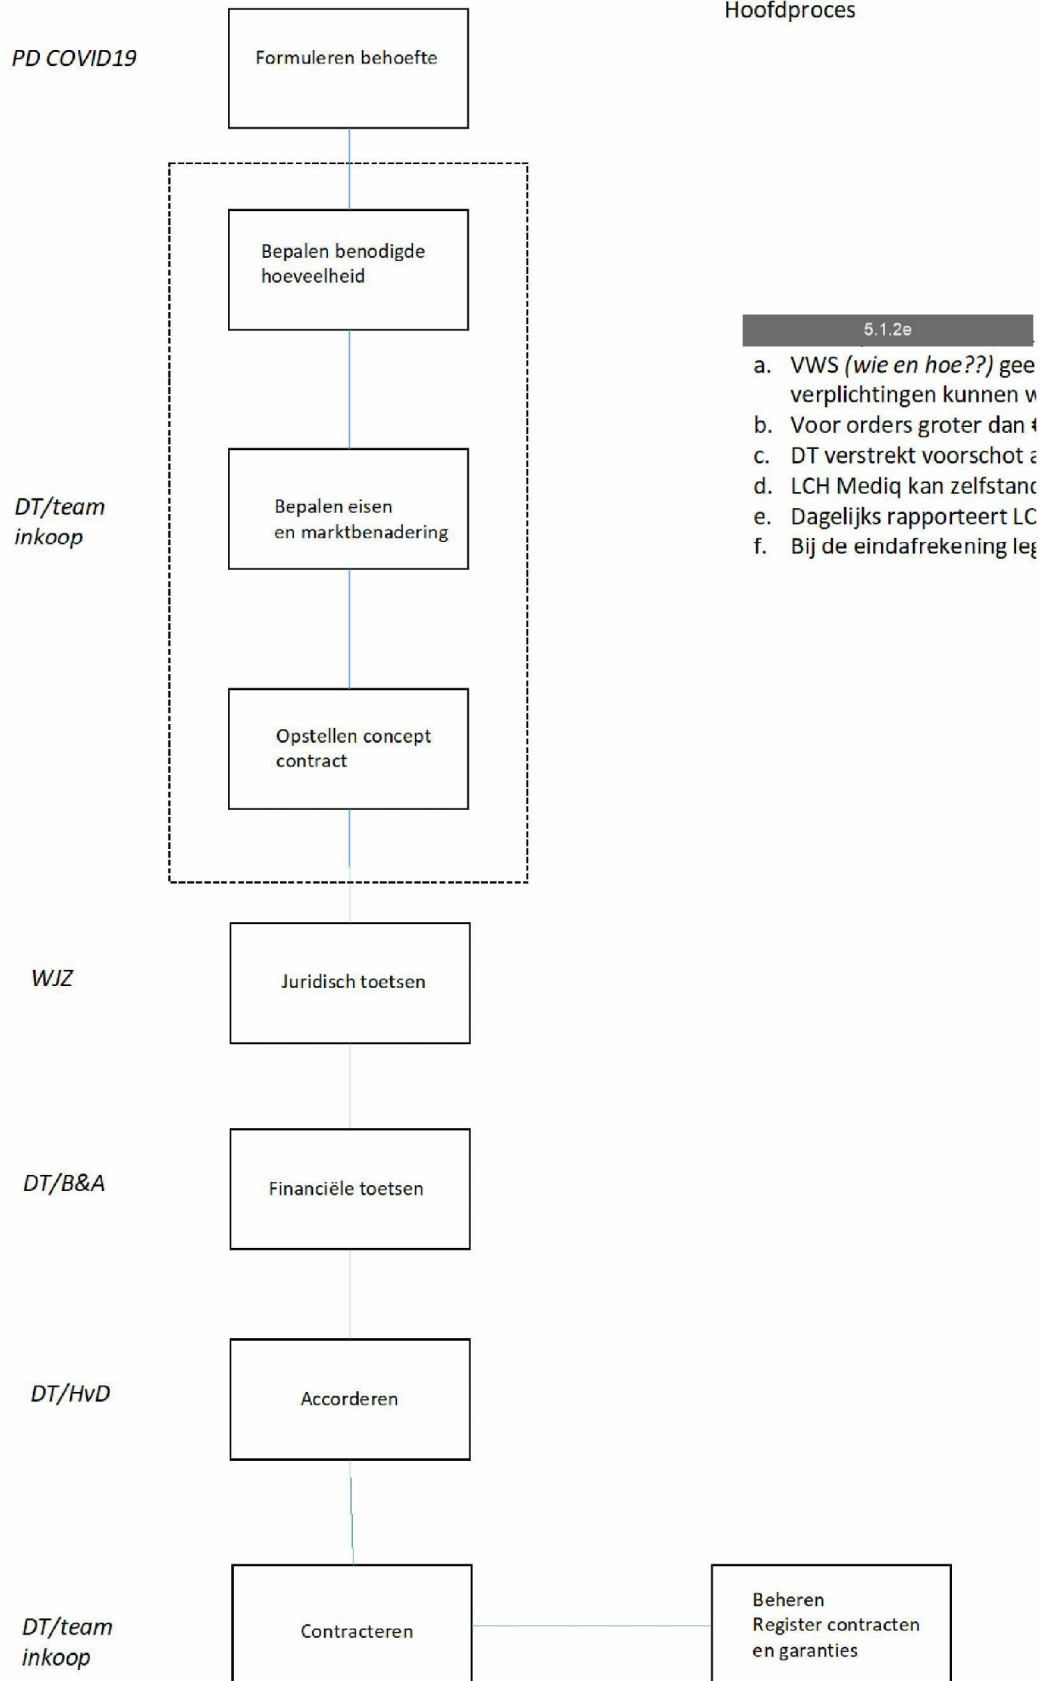 Hoofdproces
PD COVID19
Formuleren behoefte
Bepalen benodigde
hoeveelheid
5.1.2e
a. VWS (wie en hoe??) gee
verplichtingen kunnen
b. Voor orders groter dan
c. DT verstrekt voorschot
d. LCH Mediq kan zelfstand
e. Dagelijks rapporteert LC
f. Bij de eindafrekening leg
DT/team
inkoop
Bepalen eisen
en marktbenadering
Opstellen concept
contract
WJZ
Juridisch toetsen
DT/B&A
Financiële toetsen
DT/HvD
Accorderen
DT/team
inkoop
Contracteren
Beheren
Register contracten
en garanties